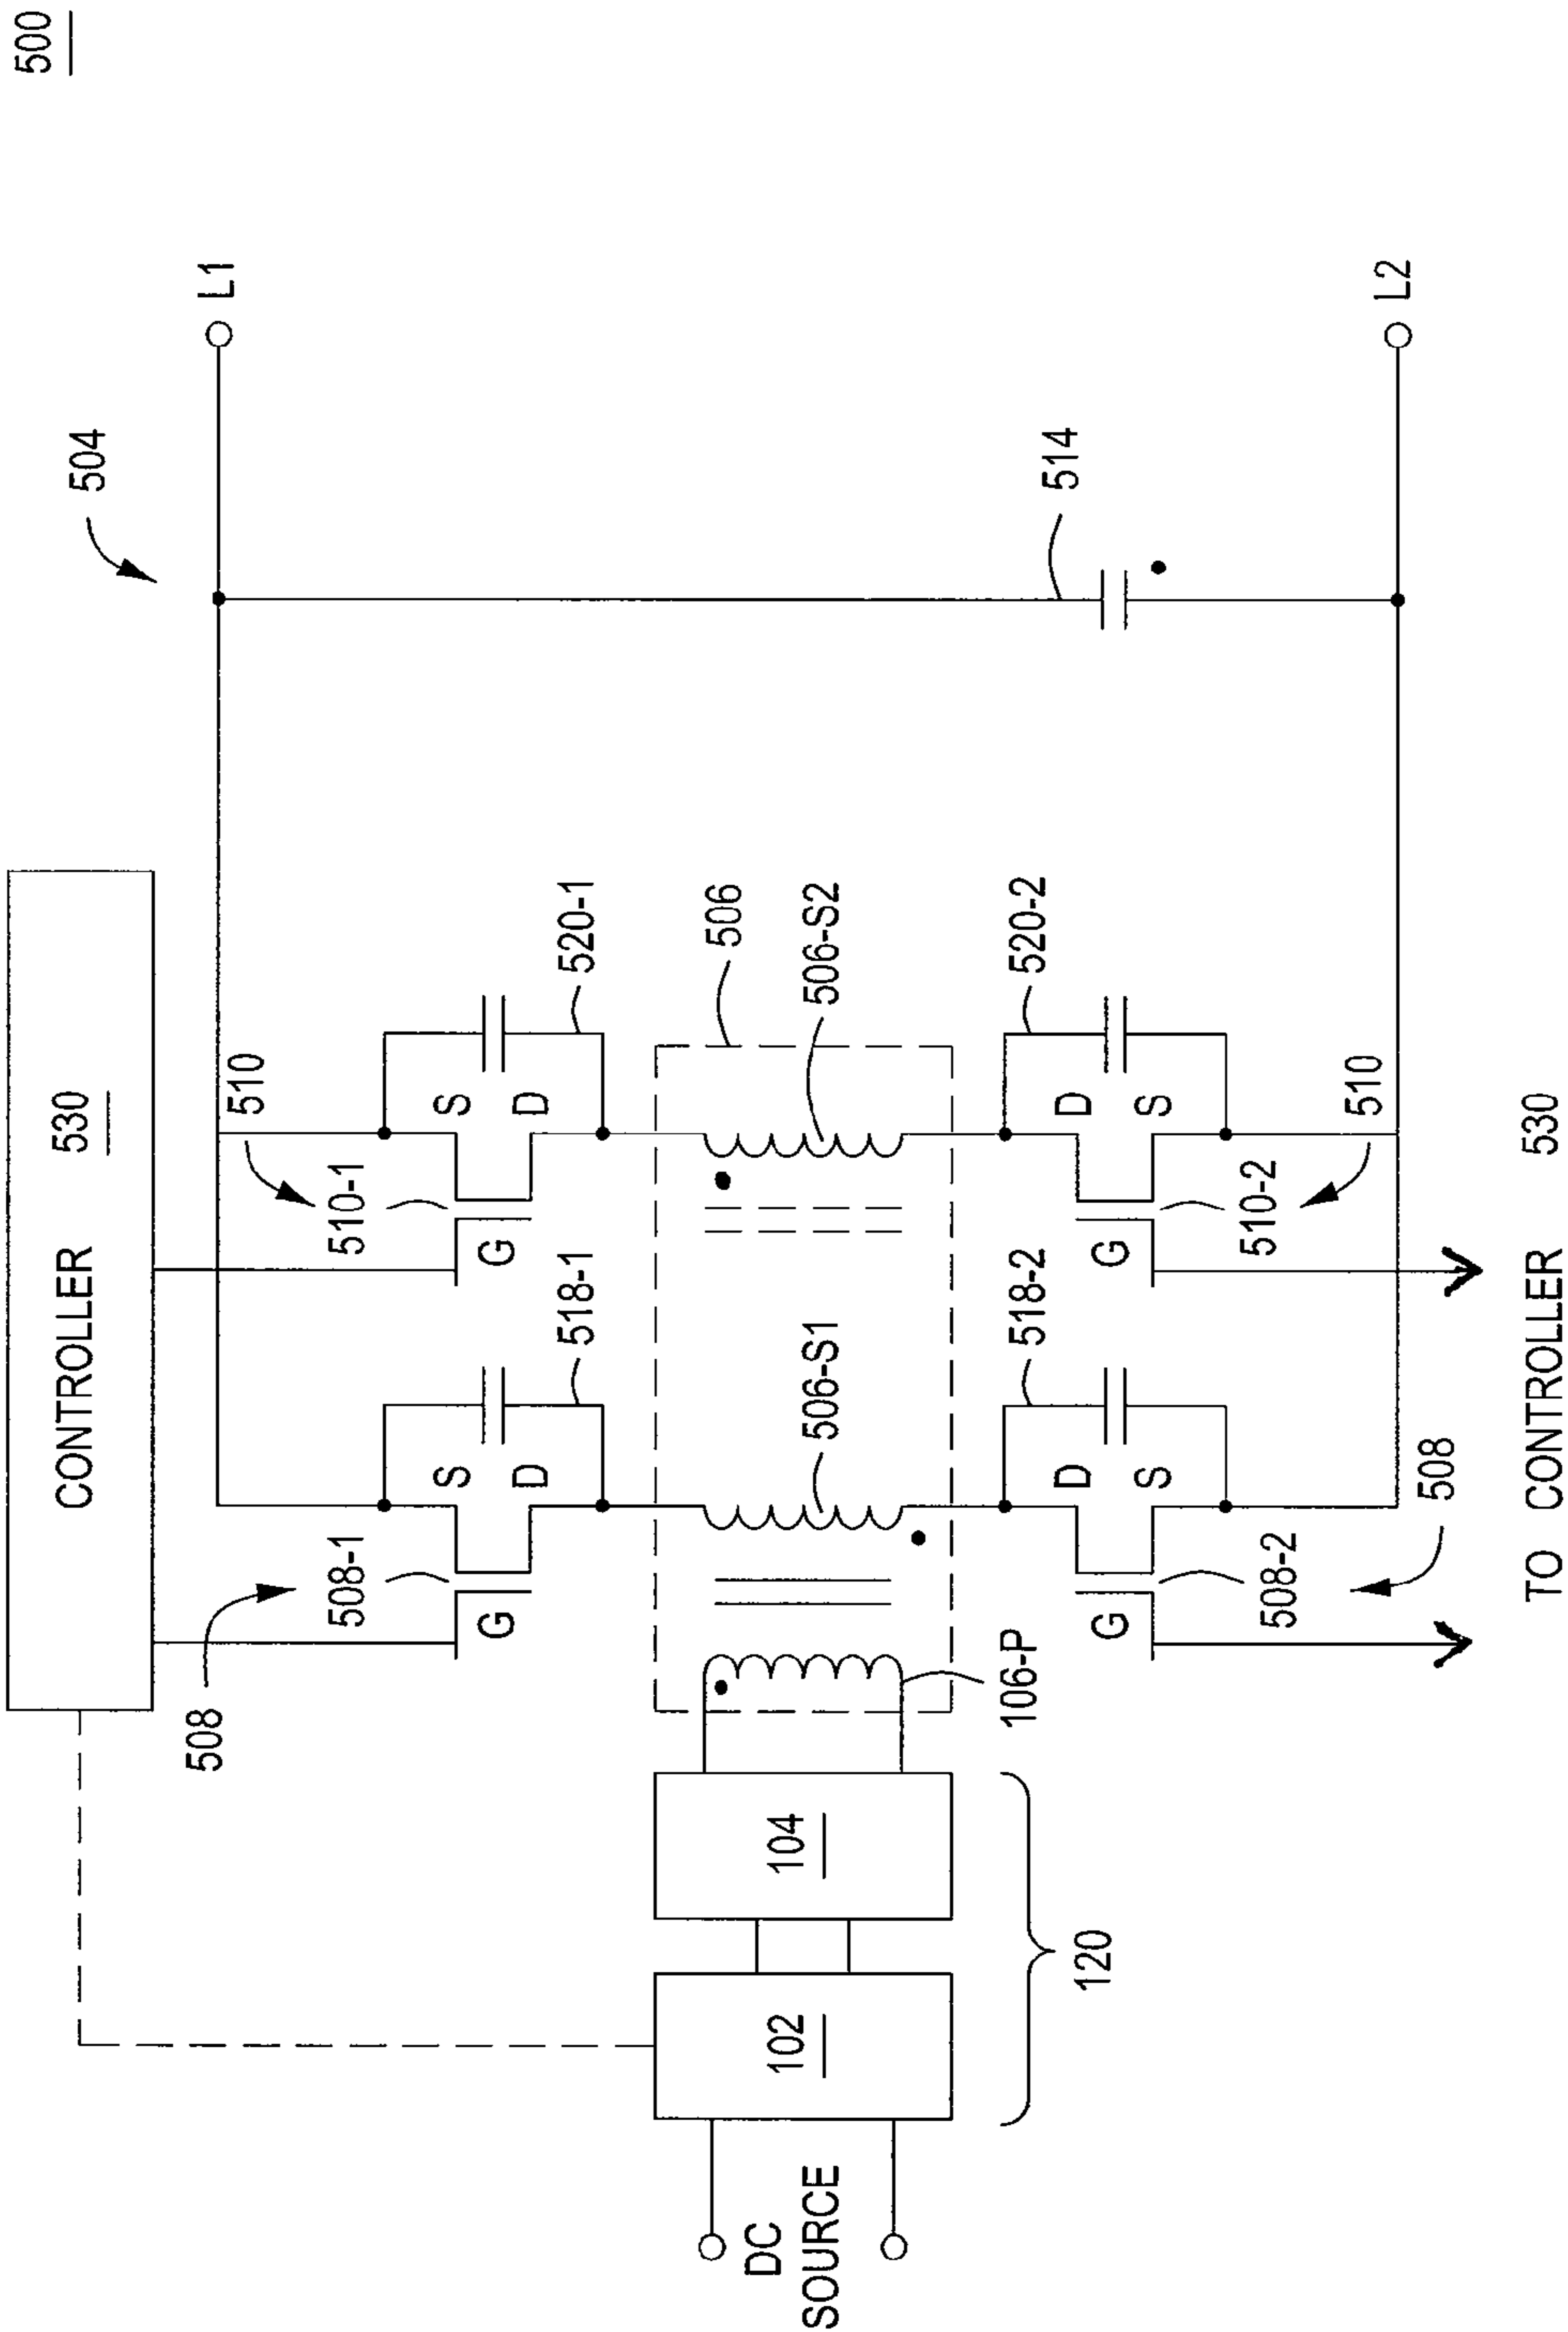 500
CONTROLLER 530
504
L1
510
508
508-1
S
D
G
518-1
510-1
S
D
G
520-1
506
DC
SOURCE
102
104
120
106-P
506-S1
506-S2
514
518-2
D
S
G
508-2
508
520-2
D
S
G
510-2
510
L2
TO CONTROLLER 530